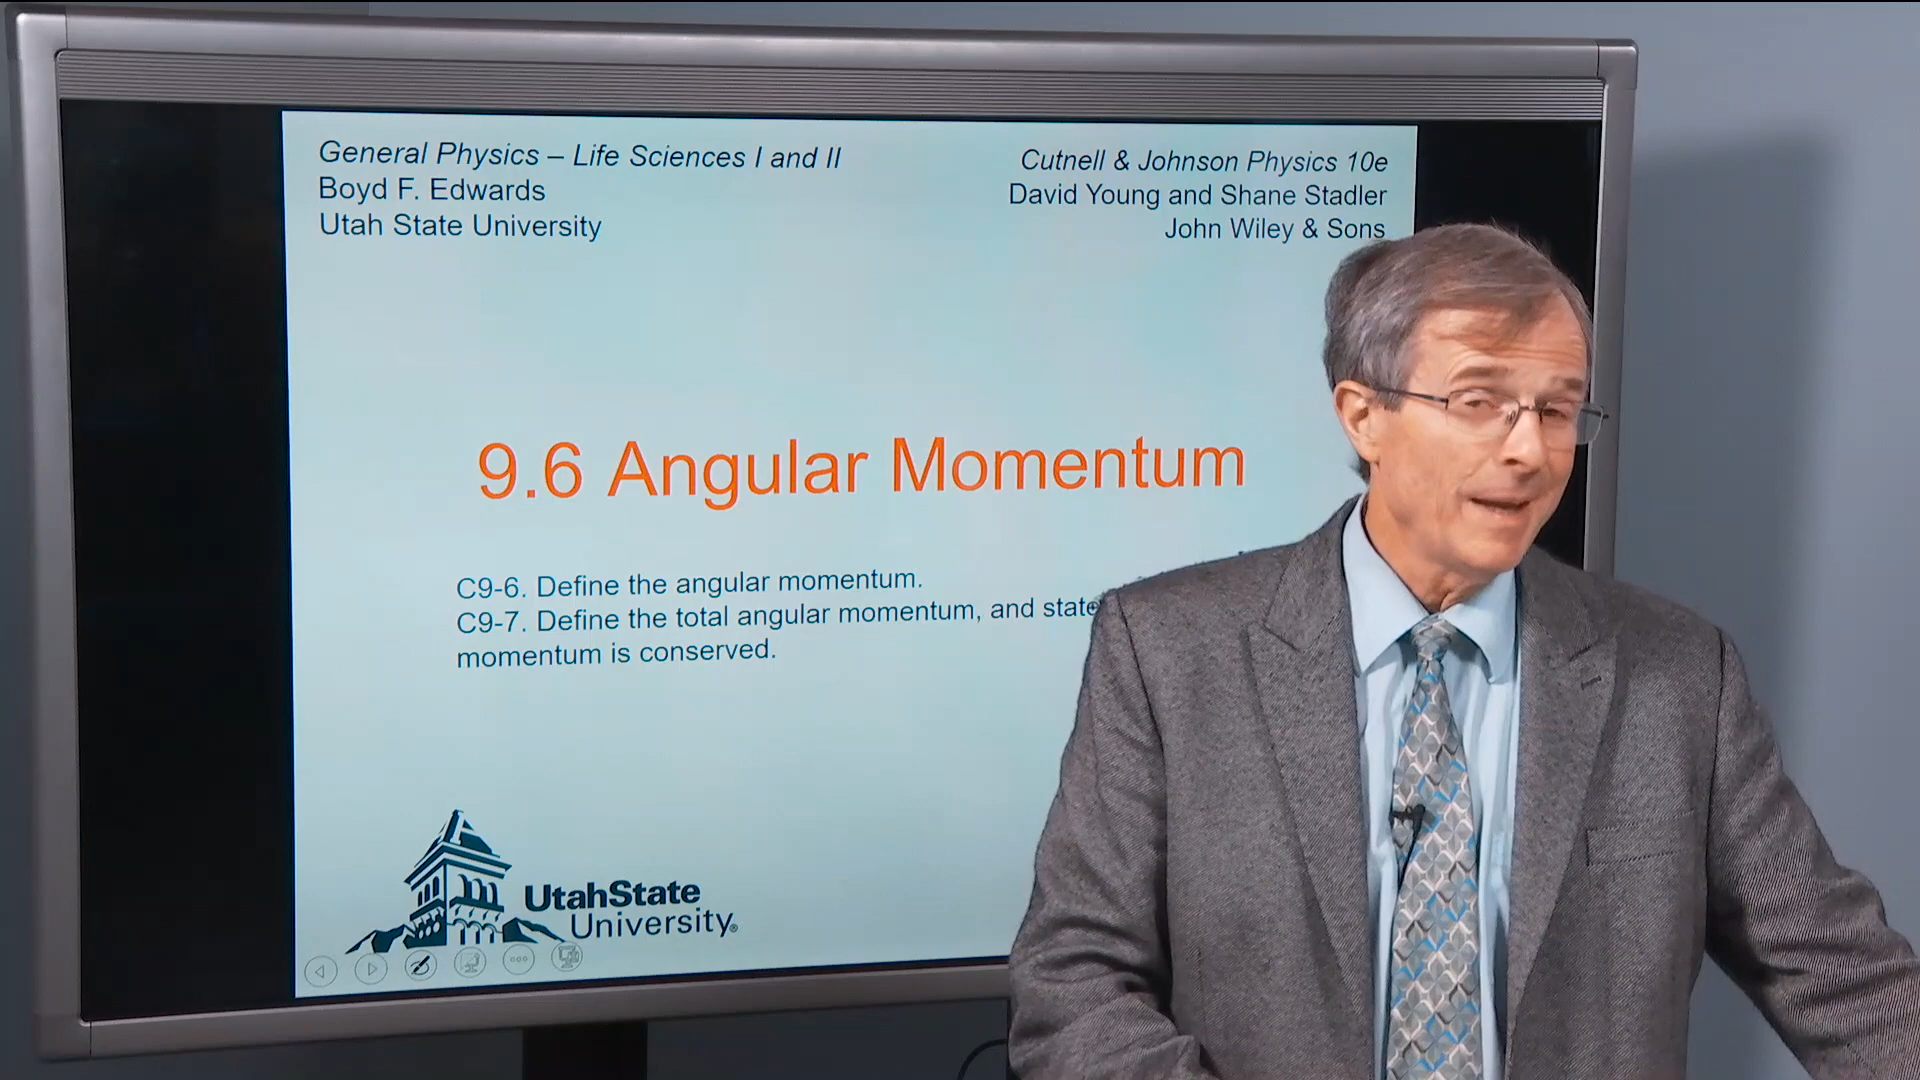 General Physics – Life Sciences I and II
Boyd F. Edwards
Utah State University
Cutnell & Johnson Physics 10e
David Young and Shane Stadler
John Wiley & Sons
9.6 Angular Momentum
C9-6. Define the angular momentum.
C9-7. Define the total angular momentum, and state
momentum is conserved.
UtahState
University®